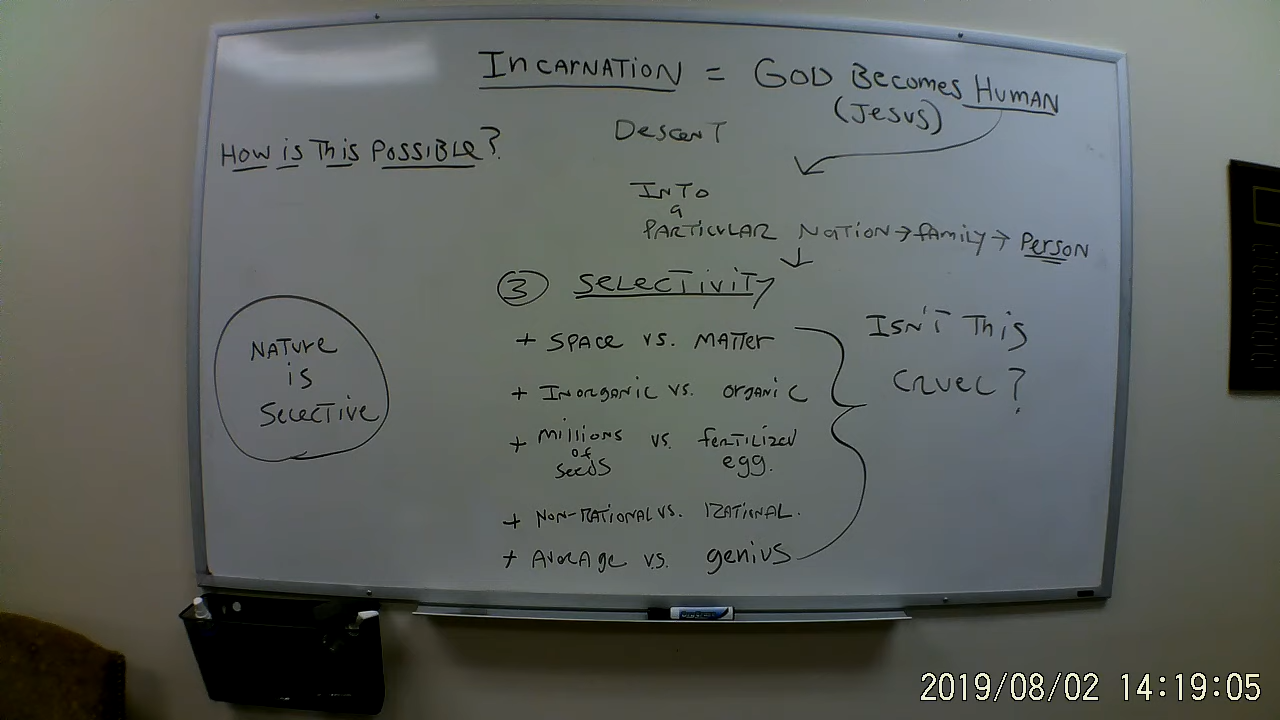 INCARNATION = GOD Becomes HUMAN
(Jesus)
Descent
How is This Possible?
INTO
a
PARTICULAR NATION → family → Person
↓
③ SELECTIVITY
+ SPACE vs. MATTER
+ INORGANIC vs. ORGANIC
+ millions of seeds vs. fertilized egg.
+ NON-RATIONAL vs. RATIONAL.
+ AVERAGE vs. genius
ISN'T This
CRUEL?
NATURE
is
Selective
2019/08/02 14:19:05